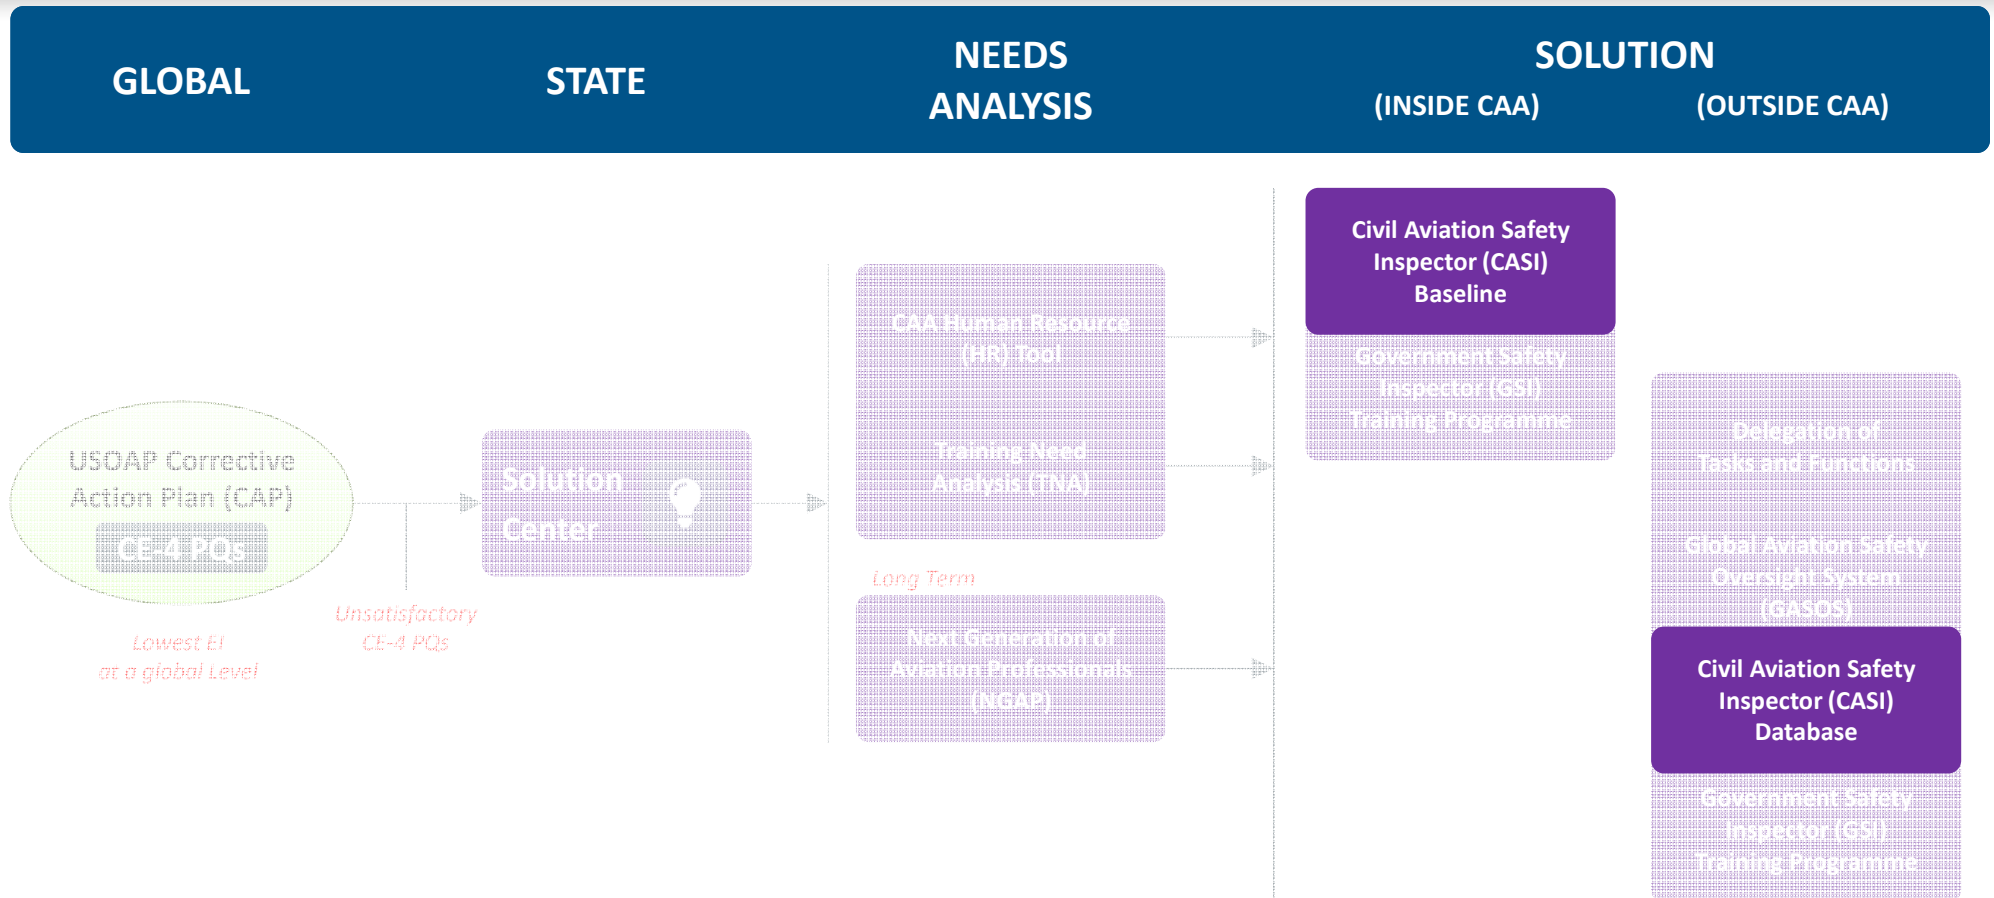 GLOBAL
STATE
NEEDS
ANALYSIS
SOLUTION
(INSIDE CAA)
(OUTSIDE CAA)
USOAP Corrective
Action Plan (CAP)
CE-4 PQs
Lowest EI
at a global Level
Unsatisfactory
CE-4 PQs
Solution
Center
CAA Human Resource
(HR) Tool
Training Need
Analysis (TNA)
Long Term
Next Generation of
Aviation Professionals
(NGAP)
Civil Aviation Safety
Inspector (CASI)
Baseline
Government Safety
Inspector (GSI)
Training Programme
Delegation of
Tasks and Functions
Global Aviation Safety
Oversight System
(GASOS)
Civil Aviation Safety
Inspector (CASI)
Database
Government Safety
Inspector (GSI)
Training Programme